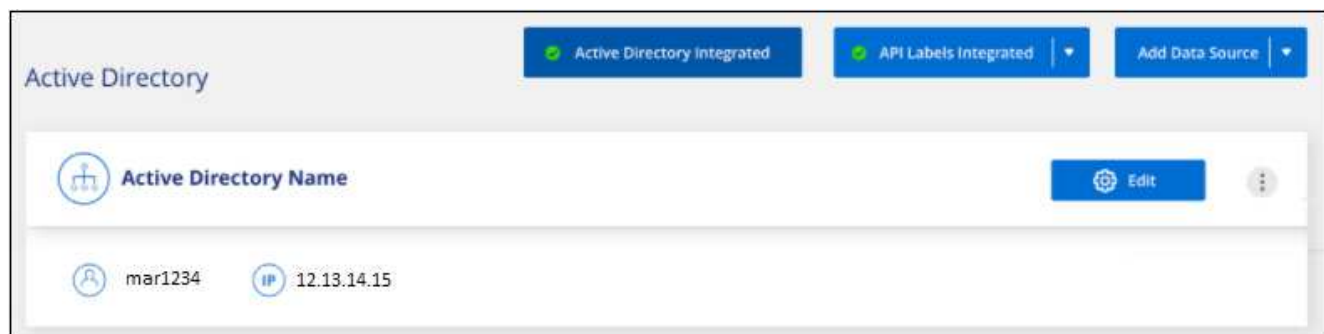 Active Directory Integrated
API Labels Integrated
Add Data Source
Active Directory
Active Directory Name
Edit
mar1234
IP
12.13.14.15